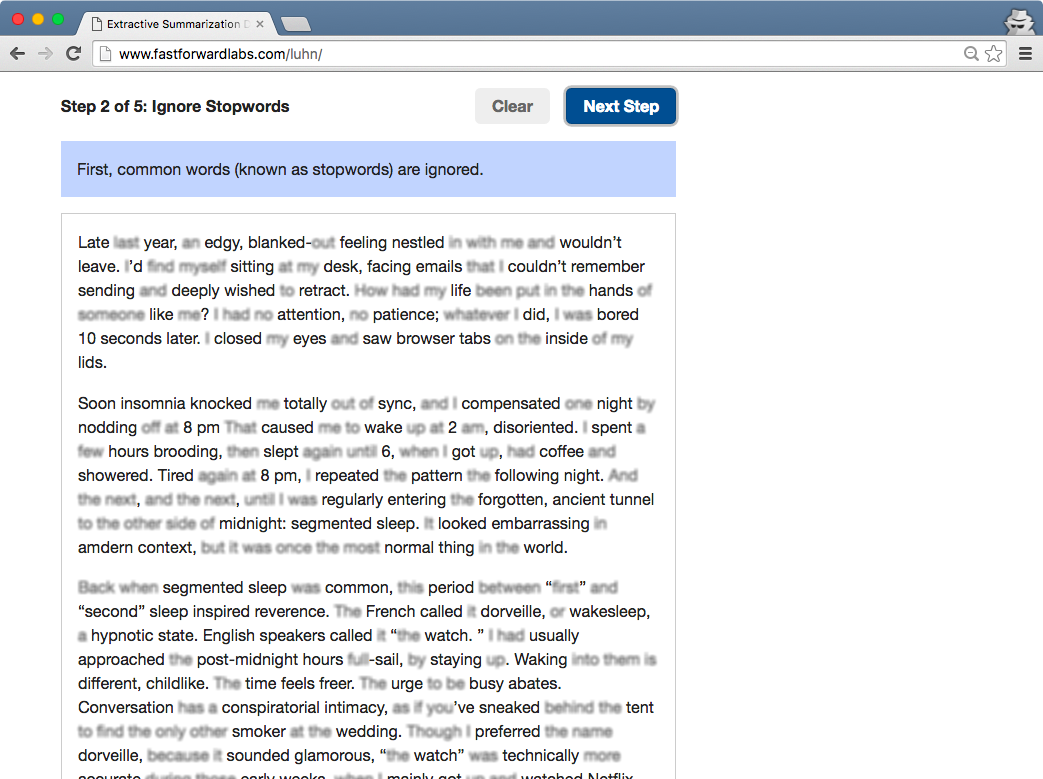 Extractive Summarization D
www.fastforwardlabs.com/luhn/
Step 2 of 5: Ignore Stopwords
Clear
Next Step
First, common words (known as stopwords) are ignored.
Late last year, an edgy, blanked-out feeling nestled in with me and wouldn’t
leave. I’d find myself sitting at my desk, facing emails that I couldn’t remember
sending and deeply wished to retract. How had my life been put in the hands of
someone like me? I had no attention, no patience; whatever I did, I was bored
10 seconds later. I closed my eyes and saw browser tabs on the inside of my
lids.
Soon insomnia knocked me totally out of sync, and I compensated one night by
nodding off at 8 pm That caused me to wake up at 2 am, disoriented. I spent a
few hours brooding, then slept again until 6, when I got up, had coffee and
showered. Tired again at 8 pm, I repeated the pattern the following night. And
the next, and the next, until I was regularly entering the forgotten, ancient tunnel
to the other side of midnight: segmented sleep. It looked embarrassing in
amdern context, but it was once the most normal thing in the world.
Back when segmented sleep was common, this period between “first” and
“second” sleep inspired reverence. The French called it dorveille, or wakesleep,
a hypnotic state. English speakers called it “the watch. ” I had usually
approached the post-midnight hours full-sail, by staying up. Waking into them is
different, childlike. The time feels freer. The urge to be busy abates.
Conversation has a conspiratorial intimacy, as if you’ve sneaked behind the tent
to find the only other smoker at the wedding. Though I preferred the name
dorveille, because it sounded glamorous, “the watch” was technically more
accurate during those early weeks, when I mainly got up and watched Netflix